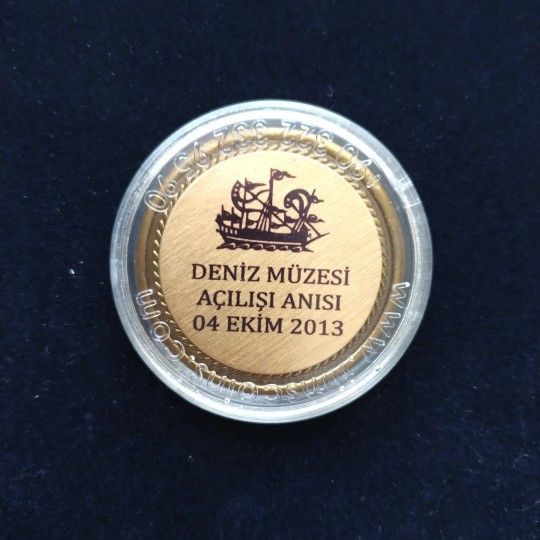 DENİZ MÜZESİ
AÇILIŞI ANISI
04 EKİM 2013